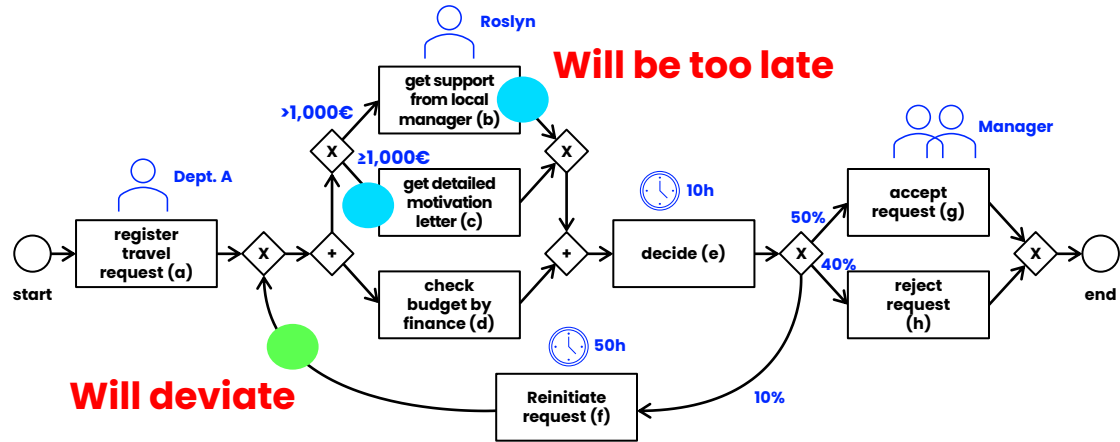 Roslyn
Will be too late
get support
from local
manager (b)
>1,000€
X
≥1,000€
X
Manager
Dept. A
get detailed
motivation
letter (c)
10h
accept
request (g)
50%
register
travel
request (a)
X
+
+
decide (e)
X
X
40%
start
end
check
budget by
finance (d)
reject
request
(h)
50h
Will deviate
Reinitiate
request (f)
10%